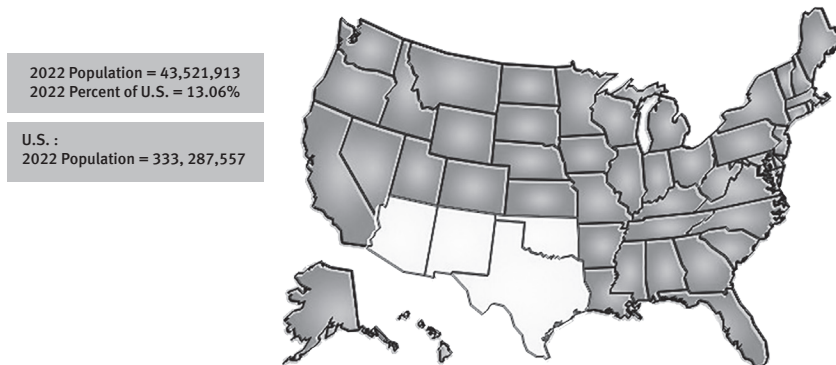 2022 Population = 43,521,913
2022 Percent of U.S. = 13.06%
U.S. :
2022 Population = 333, 287,557